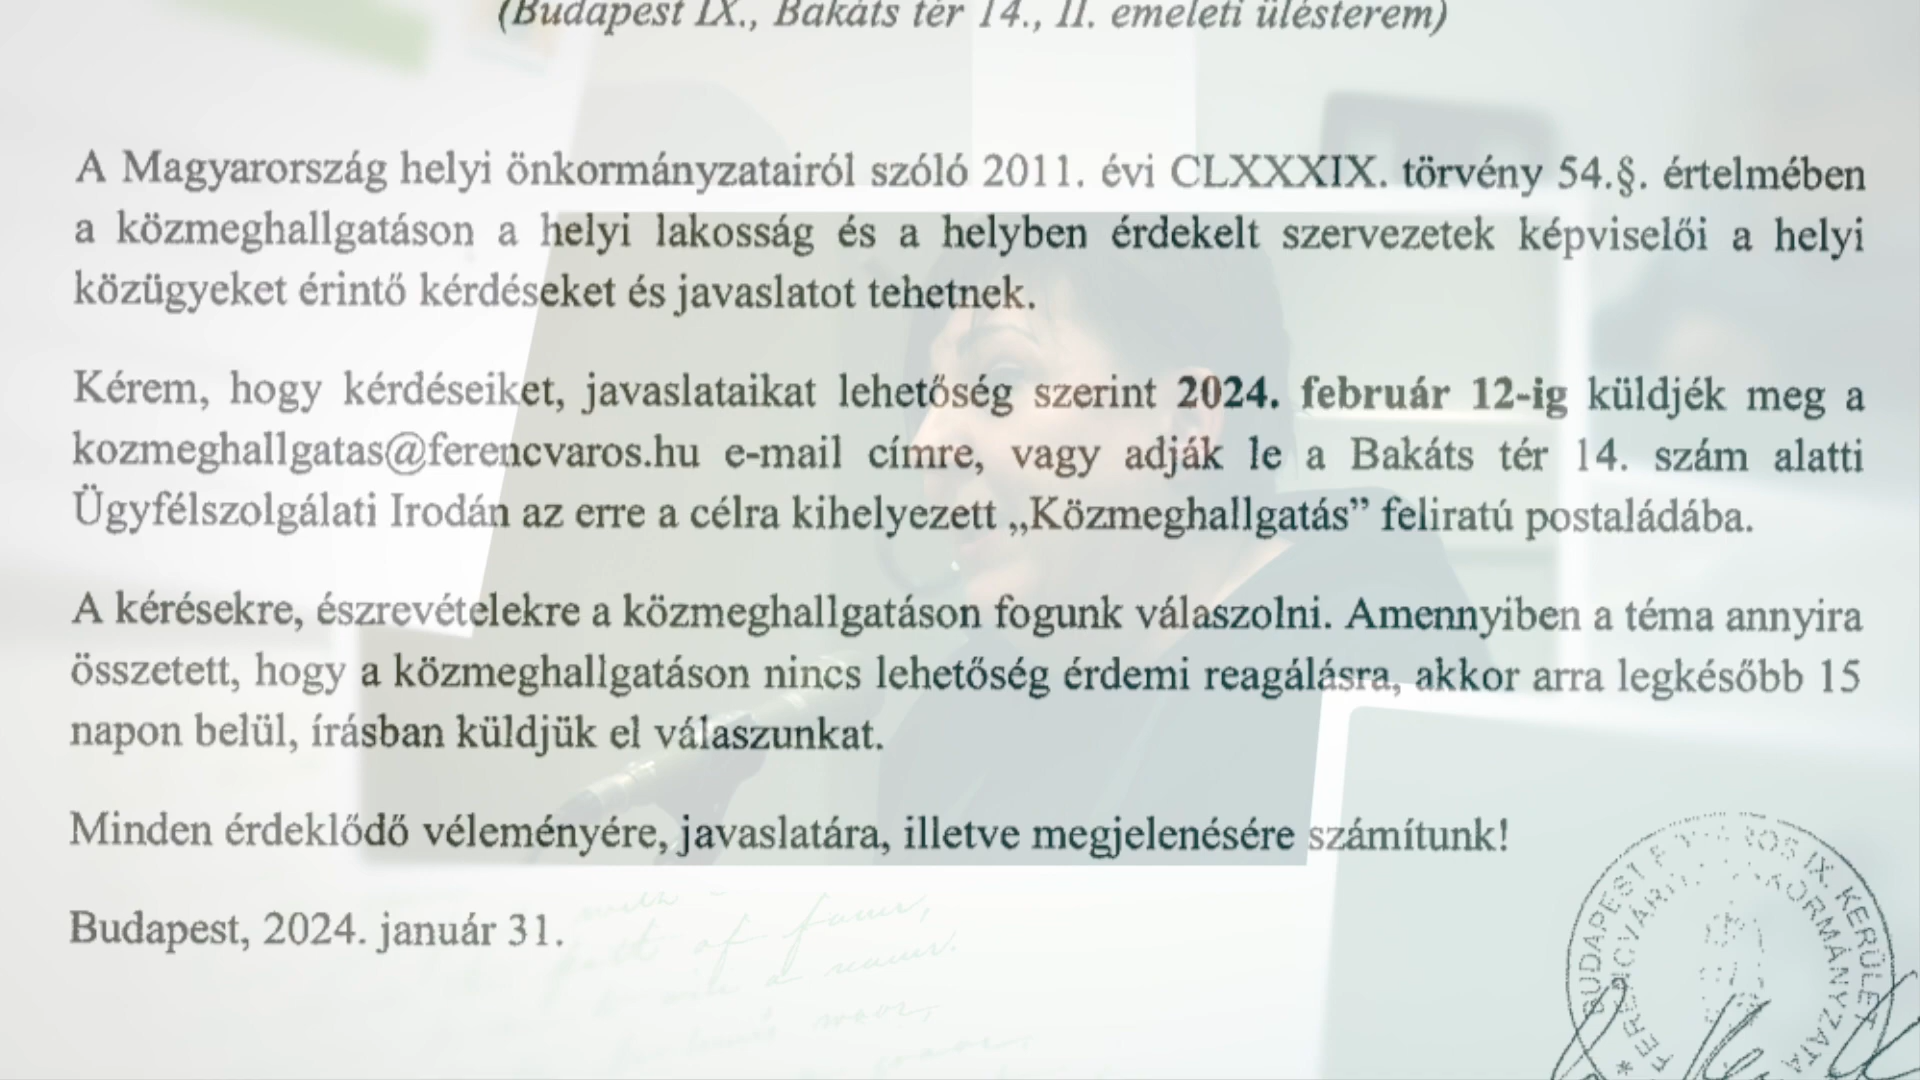 (Budapest IX., Bakáts tér 14., II. emeleti ülésterem)
A Magyarország helyi önkormányzatairól szóló 2011. évi CLXXXIX. törvény 54.§. értelmében
a közmeghallgatáson a helyi lakosság és a helyben érdekelt szervezetek képviselői a helyi
közügyeket érintő kérdéseket és javaslatot tehetnek.
Kérem, hogy kérdéseiket, javaslataikat lehetőség szerint 2024. február 12-ig küldjék meg a
kozmeghallgatas@ferencvaros.hu e-mail címre, vagy adják le a Bakáts tér 14. szám alatti
Ügyfélszolgálati Irodán az erre a célra kihelyezett „Közmeghallgatás” feliratú postaládába.
A kérésekre, észrevételekre a közmeghallgatáson fogunk válaszolni. Amennyiben a téma annyira
összetett, hogy a közmeghallgatáson nincs lehetőség érdemi reagálásra, akkor arra legkésőbb 15
napon belül, írásban küldjük el válaszunkat.
Minden érdeklődő véleményére, javaslatára, illetve megjelenésére számítunk!
Budapest, 2024. január 31.
BUDAPEST IX. KERÜLET